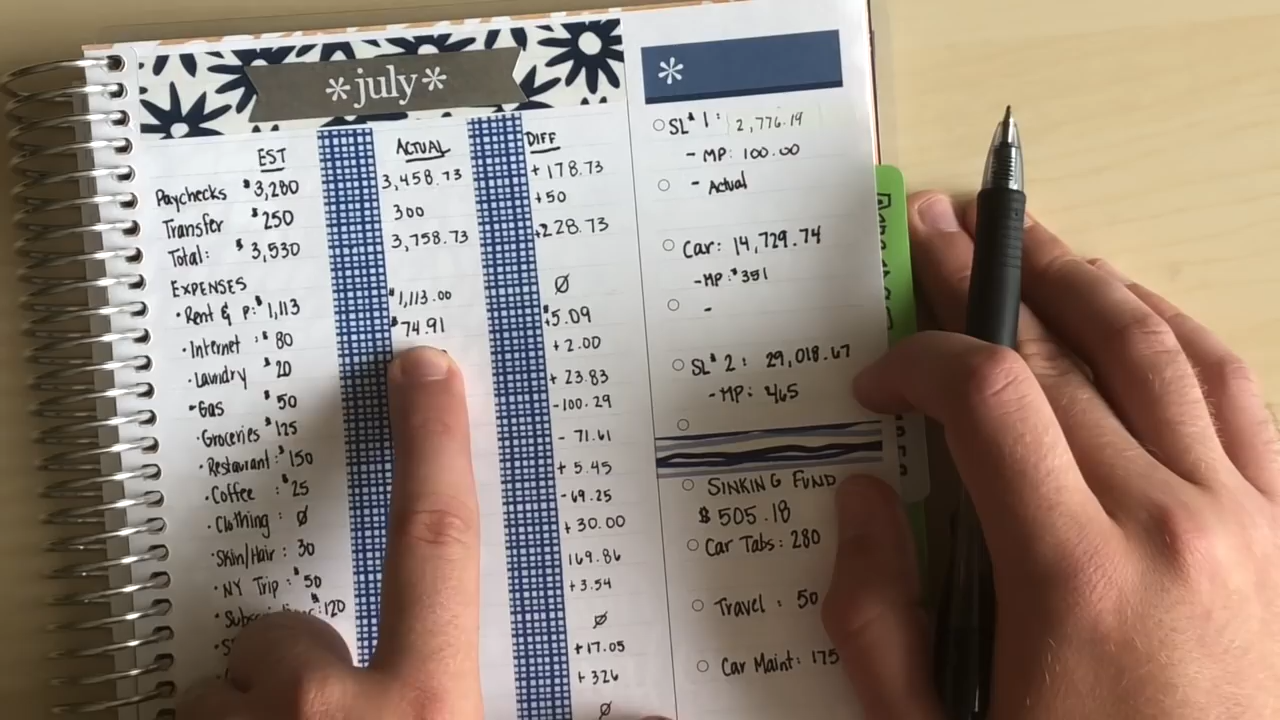 *july*
EST ACTUAL DIFF
Paychecks $3,280 3,458.73 +178.73
Transfer $250 300 +50
Total: $3,530 3,758.73 +228.73
EXPENSES
• Rent & P: $1,113 $1,113.00 Ø
• Internet: $80 $74.91 +5.09
• Laundry $20 +2.00
• Gas $50 +23.83
• Groceries $125 -100.29
• Restaurant: $150 -71.61
• Coffee: $25 +5.45
• Clothing: Ø -69.25
• Skin/Hair: 30 +30.00
• NY Trip: $50 169.86
120 +3.54
Ø
+17.05
+326
Ø
*
SL#1: 2,776.19
- MP: 100.00
- Actual
Car: 14,729.74
- MP: $351
-
SL#2: 29,018.67
- MP: 465
SINKING FUND
$505.18
Car Tabs: 280
Travel: 50
Car Maint: 175